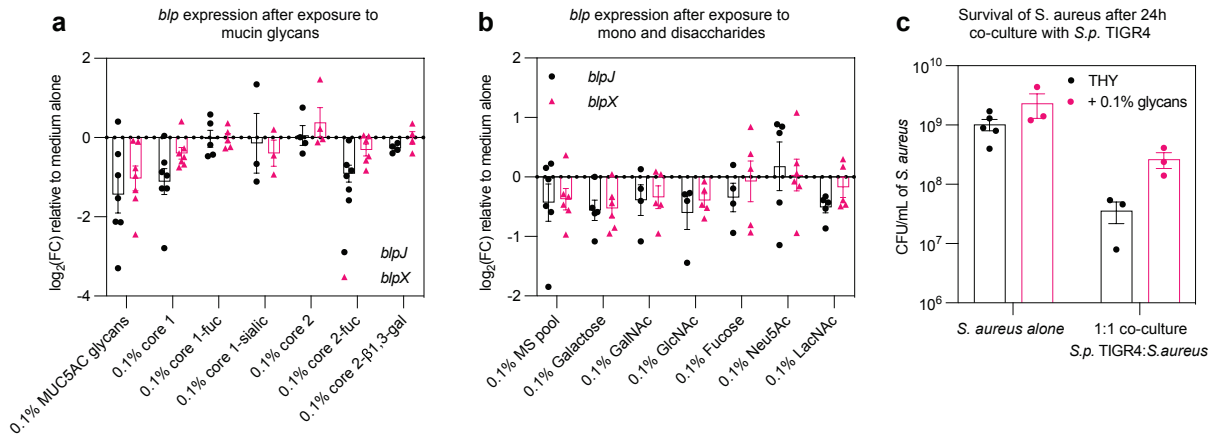 a
blp expression after exposure to
mucin glycans
log2(FC) relative to medium alone
2
0
-2
-4
blpJ
blpX
0.1% MUC5AC glycans
0.1% core 1
0.1% core 1-fuc
0.1% core 1-sialic
0.1% core 2
0.1% core 2-fuc
0.1% core 2-β1,3-gal
b
blp expression after exposure to
mono and disaccharides
log2(FC) relative to medium alone
2
1
0
-1
-2
blpJ
blpX
0.1% MS pool
0.1% Galactose
0.1% GalNAc
0.1% GlcNAc
0.1% Fucose
0.1% Neu5Ac
0.1% LacNAc
c
Survival of S. aureus after 24h
co-culture with S.p. TIGR4
CFU/mL of S. aureus
10^10
10^9
10^8
10^7
10^6
THY
+ 0.1% glycans
S. aureus alone
1:1 co-culture
S.p. TIGR4:S.aureus